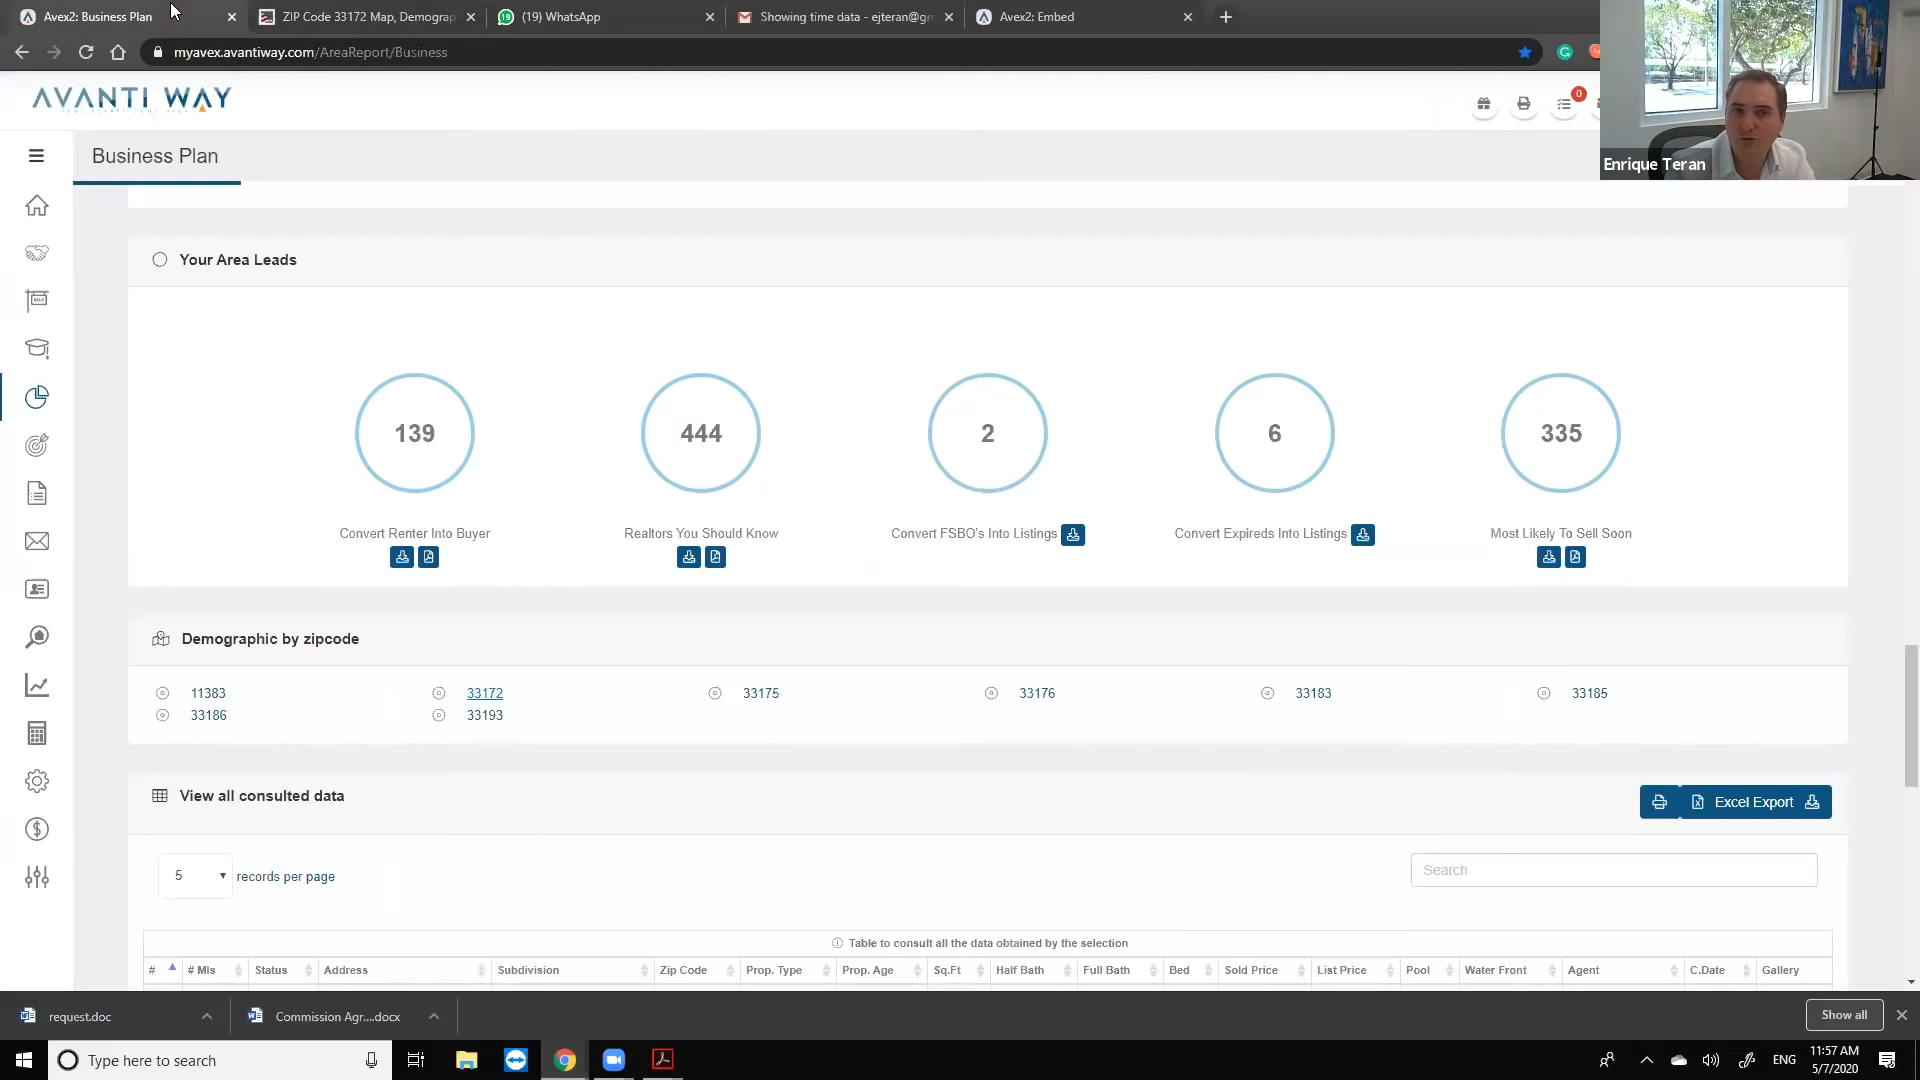 Avex2: Business Plan
ZIP Code 33172 Map, Demograp
(19) WhatsApp
Showing time data - ejteran@gm
Avex2: Embed
myavex.avantiway.com/AreaReport/Business
AVANTI WAY
0
Enrique Teran
Business Plan
Your Area Leads
139 444 2 6 335
Convert Renter Into Buyer Realtors You Should Know Convert FSBO's Into Listings Convert Expireds Into Listings Most Likely To Sell Soon
Demographic by zipcode
11383 33172 33175 33176 33183 33185
33186 33193
View all consulted data
Excel Export
5 records per page
Search
Table to consult all the data obtained by the selection
# # Mls Status Address Subdivision Zip Code Prop. Type Prop. Age Sq.Ft Half Bath Full Bath Bed Sold Price List Price Pool Water Front Agent C.Date Gallery
request.doc Commission Agr....docx Show all
Type here to search
ENG
11:57 AM
5/7/2020